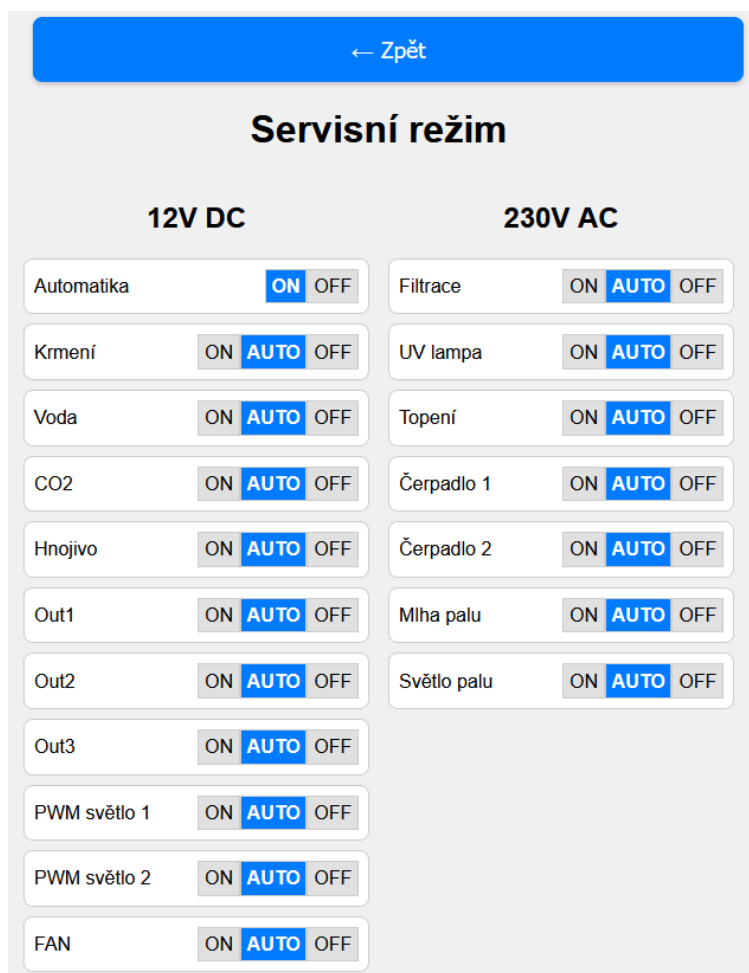 ← Zpět
Servisní režim
12V DC
Automatika ON OFF
Krmení ON AUTO OFF
Voda ON AUTO OFF
CO2 ON AUTO OFF
Hnojivo ON AUTO OFF
Out1 ON AUTO OFF
Out2 ON AUTO OFF
Out3 ON AUTO OFF
PWM světlo 1 ON AUTO OFF
PWM světlo 2 ON AUTO OFF
FAN ON AUTO OFF
230V AC
Filtrace ON AUTO OFF
UV lampa ON AUTO OFF
Topení ON AUTO OFF
Čerpadlo 1 ON AUTO OFF
Čerpadlo 2 ON AUTO OFF
Mlha palu ON AUTO OFF
Světlo palu ON AUTO OFF